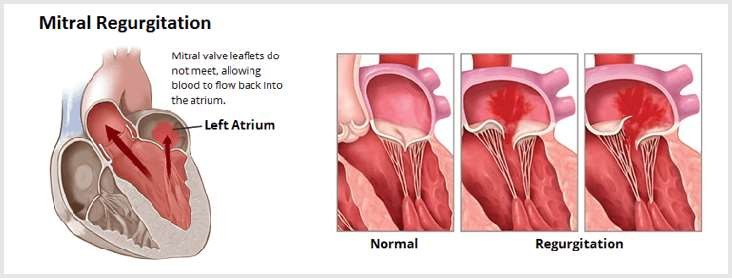 Mitral Regurgitation
Mitral valve leaflets do
not meet, allowing
blood to flow back into
the atrium.
Left Atrium
Normal
Regurgitation